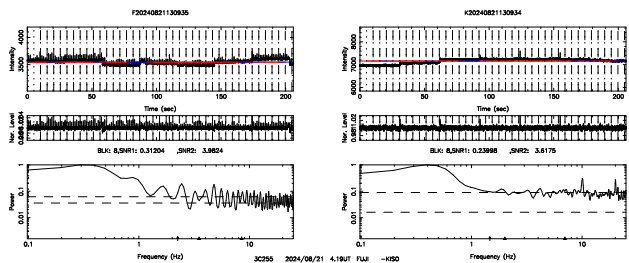 F20240821130935
K20240821130934
4000
3500
Intensity
0
50
100
150
200
Time (sec)
8000
7000
6000
Intensity
0
50
100
150
200
Time (sec)
Nor. Level
Nor. Level
BLK: 8,SNR1: 0.31204 ,SNR2: 3.9824
BLK: 8,SNR1: 0.23998 ,SNR2: 3.6175
1
0.1
0.01
Power
0.1
1
10
Frequency (Hz)
1
0.1
0.01
Power
0.1
1
10
Frequency (Hz)
3C255 2024/08/21 4.19UT FUJI -KISO